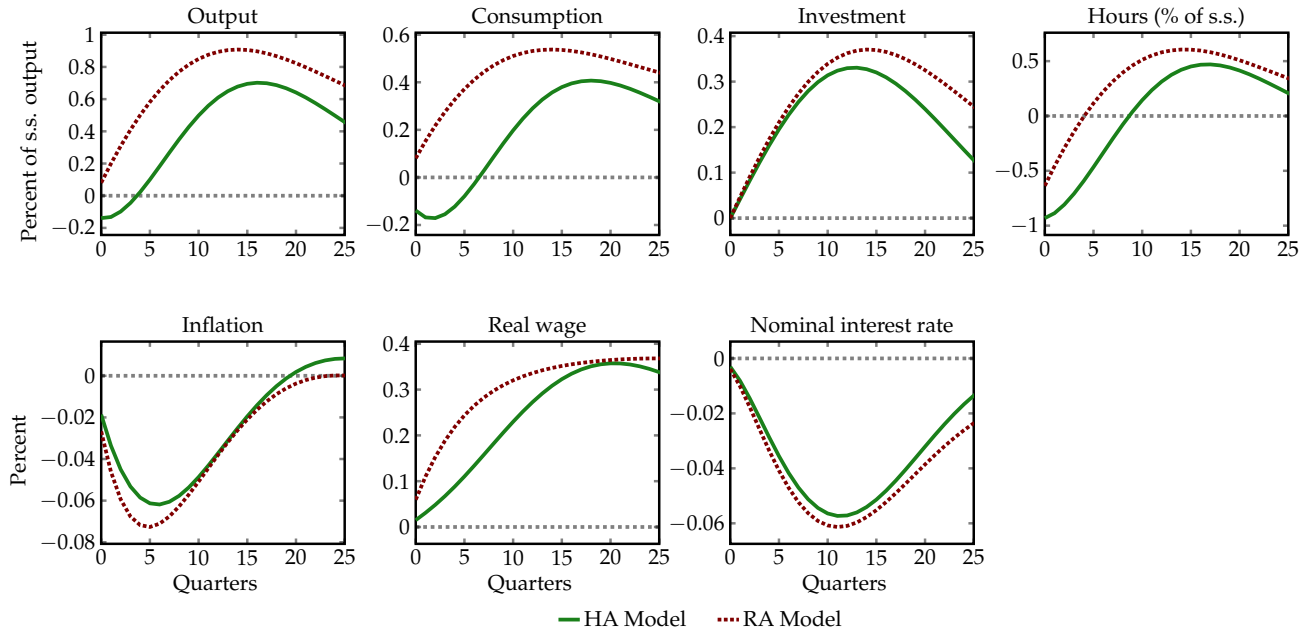 Output
Consumption
Investment
Hours (% of s.s.)
Percent of s.s. output
1
0.8
0.6
0.4
0.2
0
−0.2
0 5 10 15 20 25
0.6
0.4
0.2
0
−0.2
0 5 10 15 20 25
0.4
0.3
0.2
0.1
0
0 5 10 15 20 25
0.5
0
−0.5
−1
0 5 10 15 20 25
Inflation
Real wage
Nominal interest rate
Percent
0
−0.02
−0.04
−0.06
−0.08
0 5 10 15 20 25
Quarters
0.4
0.3
0.2
0.1
0
0 5 10 15 20 25
Quarters
0
−0.02
−0.04
−0.06
0 5 10 15 20 25
Quarters
HA Model
RA Model